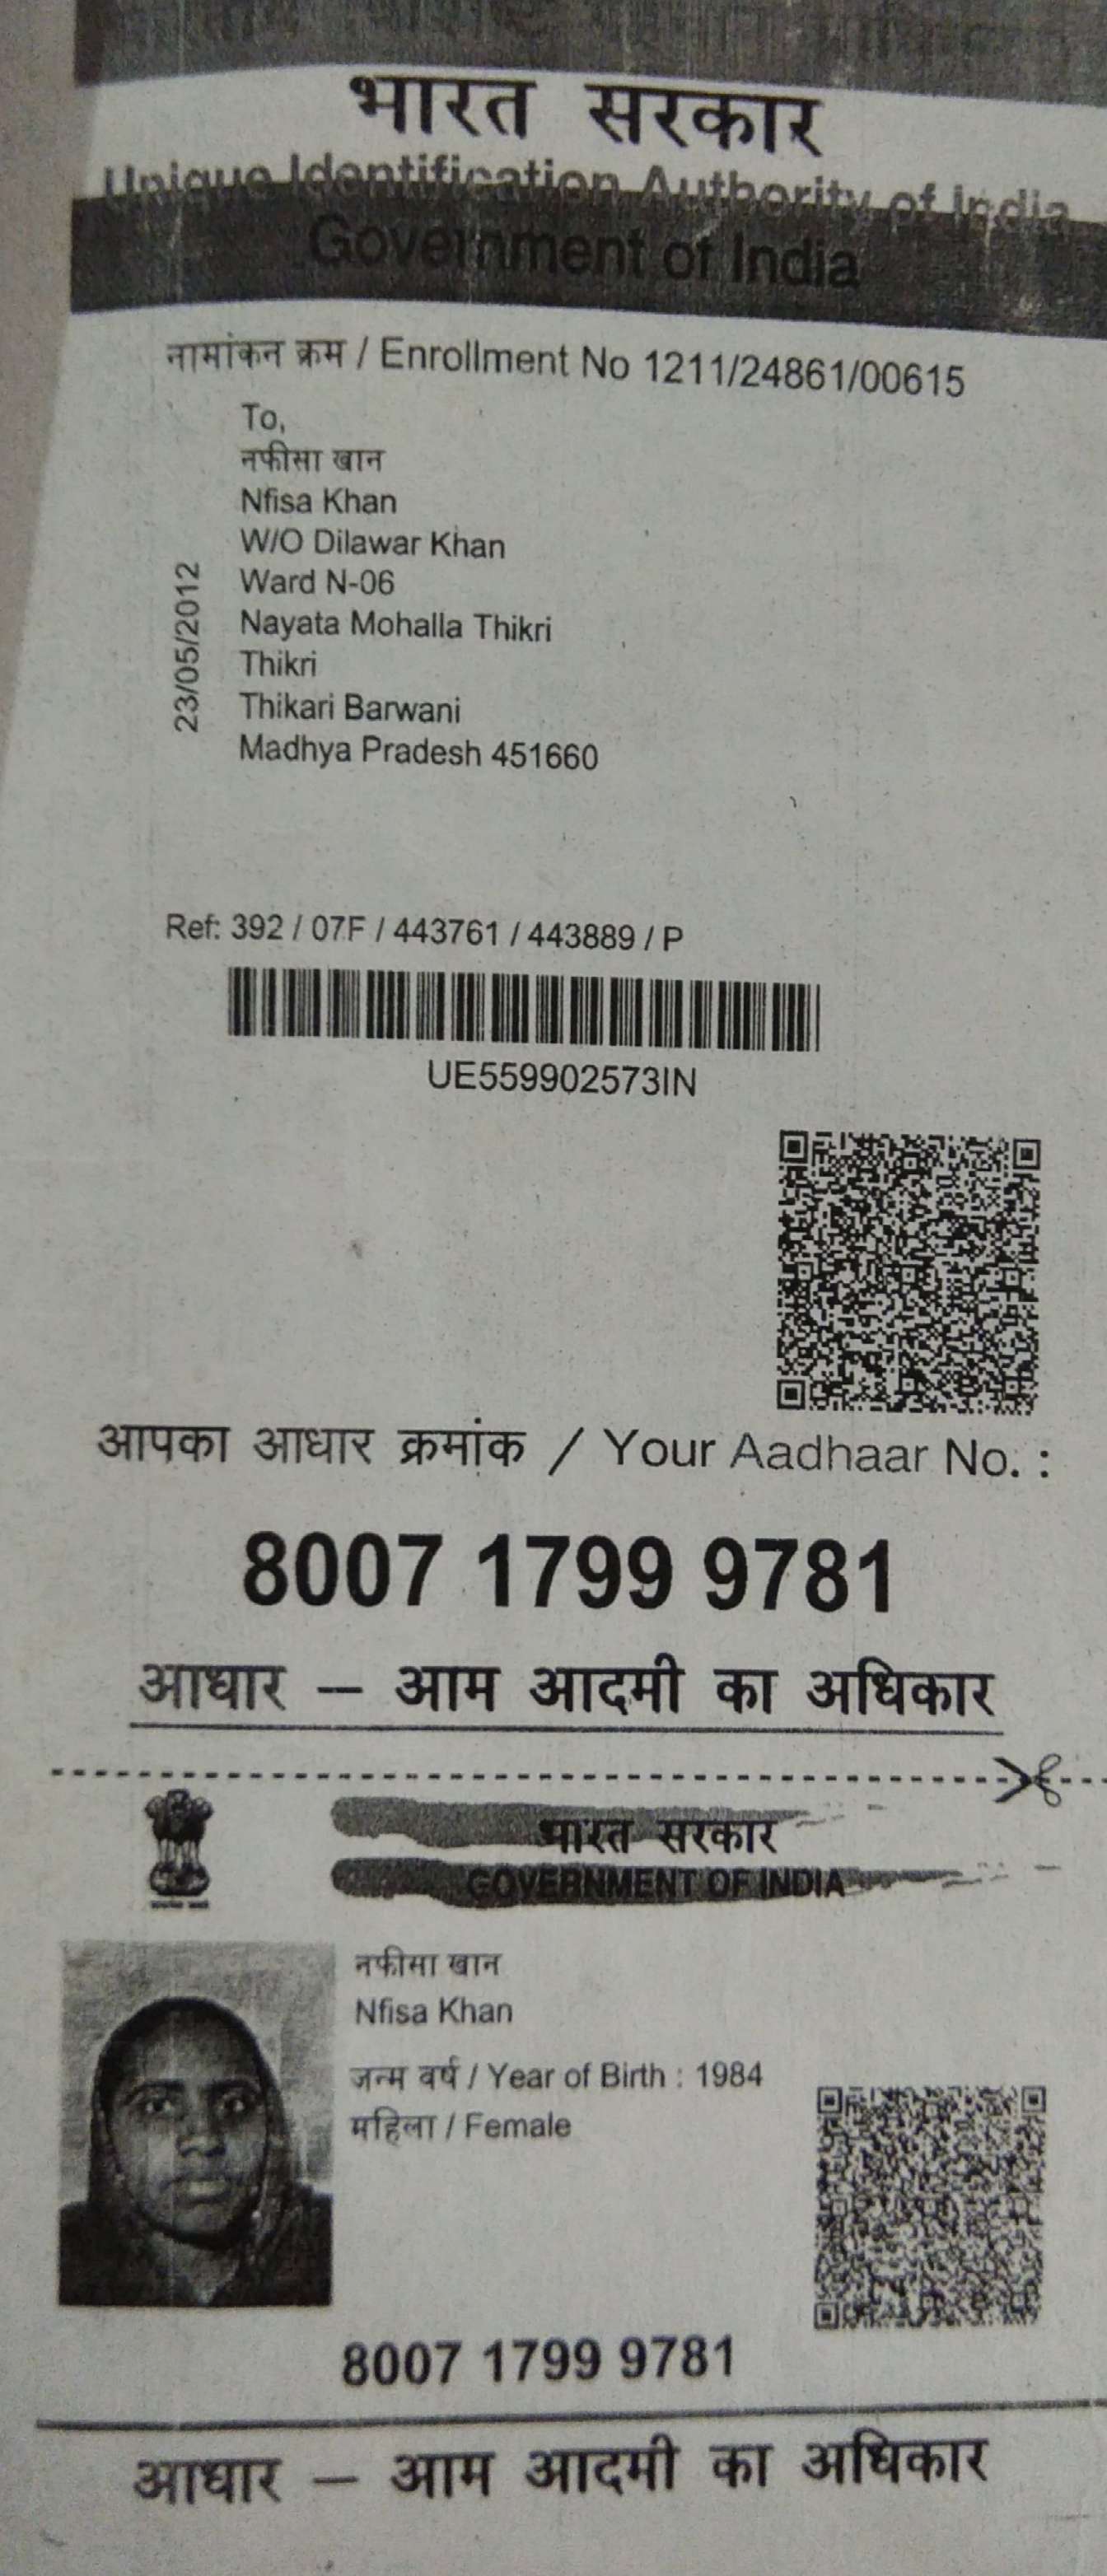 भारत सरकार
Unique Identification Authority of India
Government of India
नामांकन क्रम / Enrollment No 1211/24861/00615
To,
नफीसा खान
Nfisa Khan
W/O Dilawar Khan
Ward N-06
Nayata Mohalla Thikri
Thikri
Thikari Barwani
Madhya Pradesh 451660
23/05/2012
Ref: 392 / 07F / 443761 / 443889 / P
UE559902573IN
आपका आधार क्रमांक / Your Aadhaar No. :
8007 1799 9781
आधार – आम आदमी का अधिकार
भारत सरकार
GOVERNMENT OF INDIA
नफीसा खान
Nfisa Khan
जन्म वर्ष / Year of Birth : 1984
महिला / Female
8007 1799 9781
आधार – आम आदमी का अधिकार